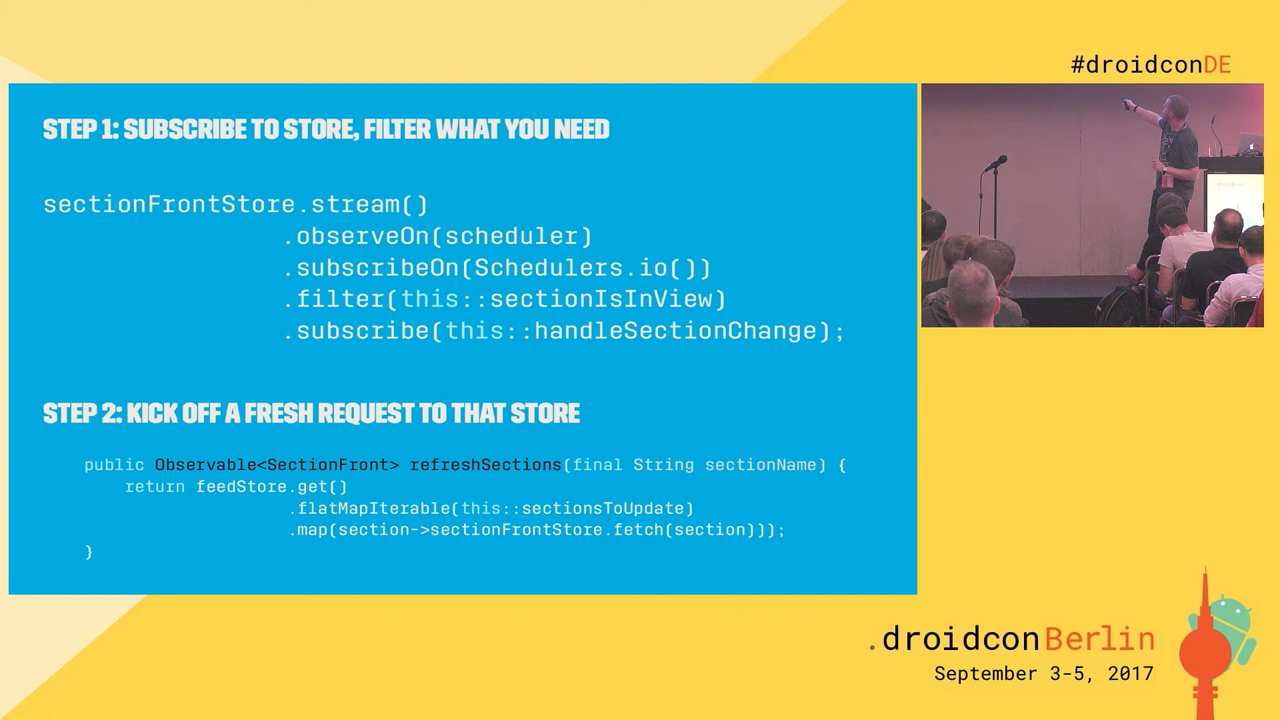 #droidconDE
STEP 1: SUBSCRIBE TO STORE, FILTER WHAT YOU NEED
sectionFrontStore.stream()
.observeOn(scheduler)
.subscribeOn(Schedulers.io())
.filter(this::sectionIsInView)
.subscribe(this::handleSectionChange);
STEP 2: KICK OFF A FRESH REQUEST TO THAT STORE
public Observable<SectionFront> refreshSections(final String sectionName) {
return feedStore.get()
.flatMapIterable(this::sectionsToUpdate)
.map(section->sectionFrontStore.fetch(section)));
}
.droidconBerlin
September 3-5, 2017